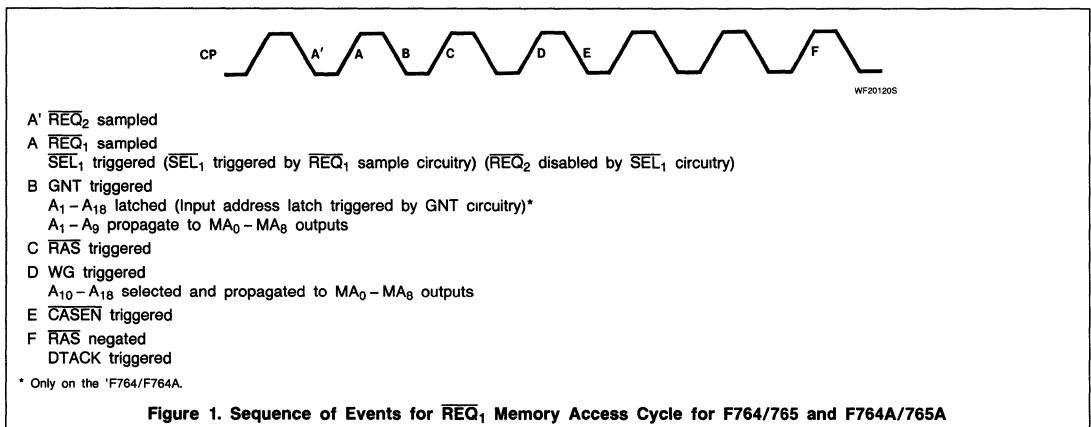 CP A' A B C D E F
WF20120S
A' REQ₂ sampled
A REQ₁ sampled
SEL₁ triggered (SEL₁ triggered by REQ₁ sample circuitry) (REQ₂ disabled by SEL₁ circuitry)
B GNT triggered
A₁ – A₁₈ latched (Input address latch triggered by GNT circuitry)*
A₁ – A₉ propagate to MA₀ – MA₈ outputs
C RAS triggered
D WG triggered
A₁₀ – A₁₈ selected and propagated to MA₀ – MA₈ outputs
E CASEN triggered
F RAS negated
DTACK triggered
* Only on the 'F764/F764A.
Figure 1. Sequence of Events for REQ₁ Memory Access Cycle for F764/765 and F764A/765A